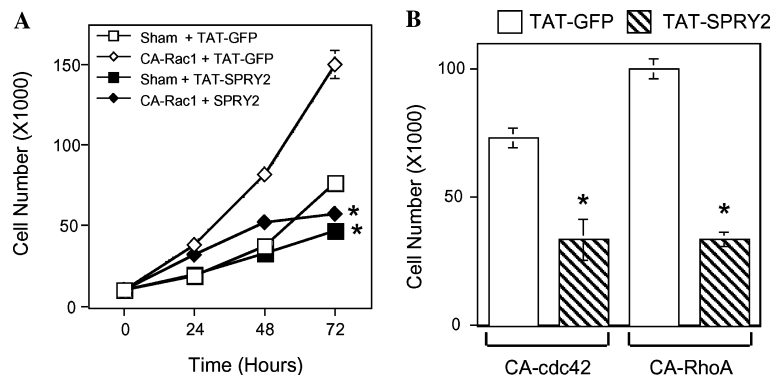 A
Sham + TAT-GFP
CA-Rac1 + TAT-GFP
Sham + TAT-SPRY2
CA-Rac1 + SPRY2
Cell Number (X1000)
150
100
50
0
*
*
0 24 48 72
Time (Hours)
B
TAT-GFP TAT-SPRY2
Cell Number (X1000)
100
50
0
*
*
CA-cdc42 CA-RhoA